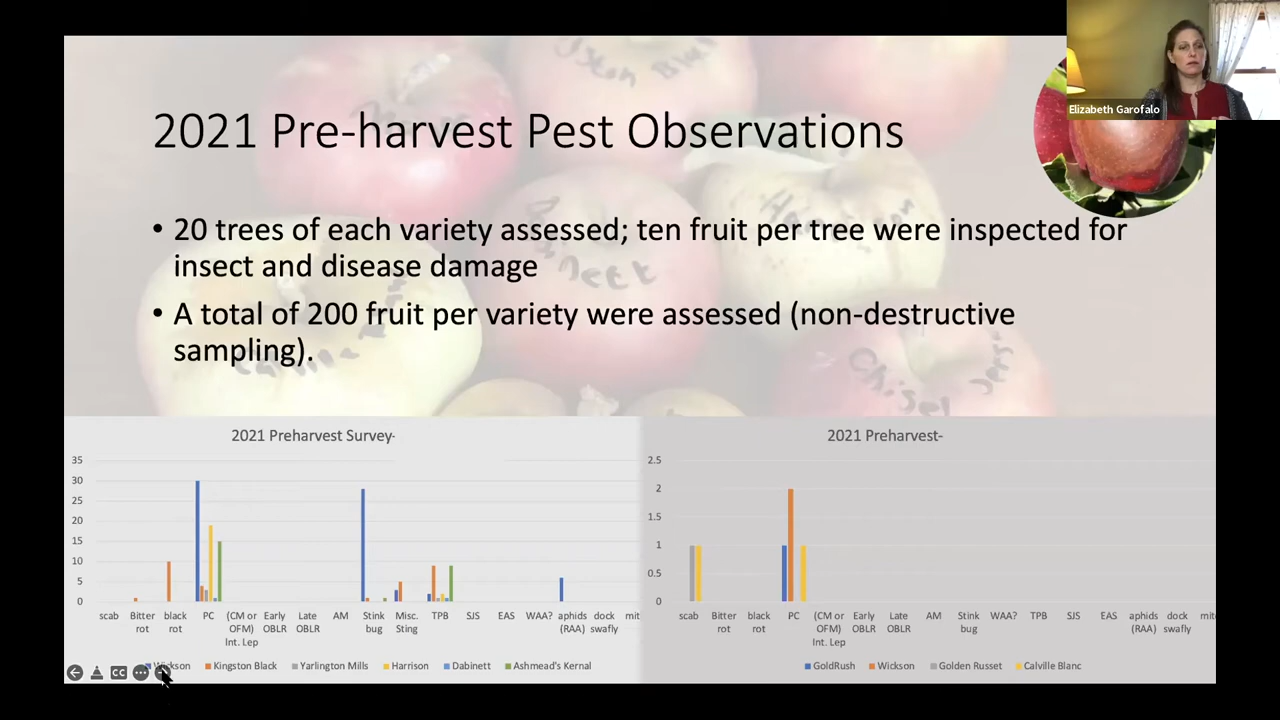 Elizabeth Garofalo
2021 Pre-harvest Pest Observations
• 20 trees of each variety assessed; ten fruit per tree were inspected for
insect and disease damage
• A total of 200 fruit per variety were assessed (non-destructive
sampling).
2021 Preharvest Survey-
35
30
25
20
15
10
5
0
scab Bitter rot black rot PC (CM or OFM) Int. Lep Early OBLR Late OBLR AM Stink bug Misc. Sting TPB SJS EAS WAA? aphids (RAA) dock swafly mit
Kingston Black Yarlington Mills Harrison Dabinett Ashmead's Kernal
2021 Preharvest-
2.5
2
1.5
1
0.5
0
scab Bitter rot black rot PC (CM or OFM) Int. Lep Early OBLR Late OBLR AM Stink bug WAA? TPB SJS EAS aphids (RAA) dock swafly mit
GoldRush Wickson Golden Russet Calville Blanc
CC
Chisel